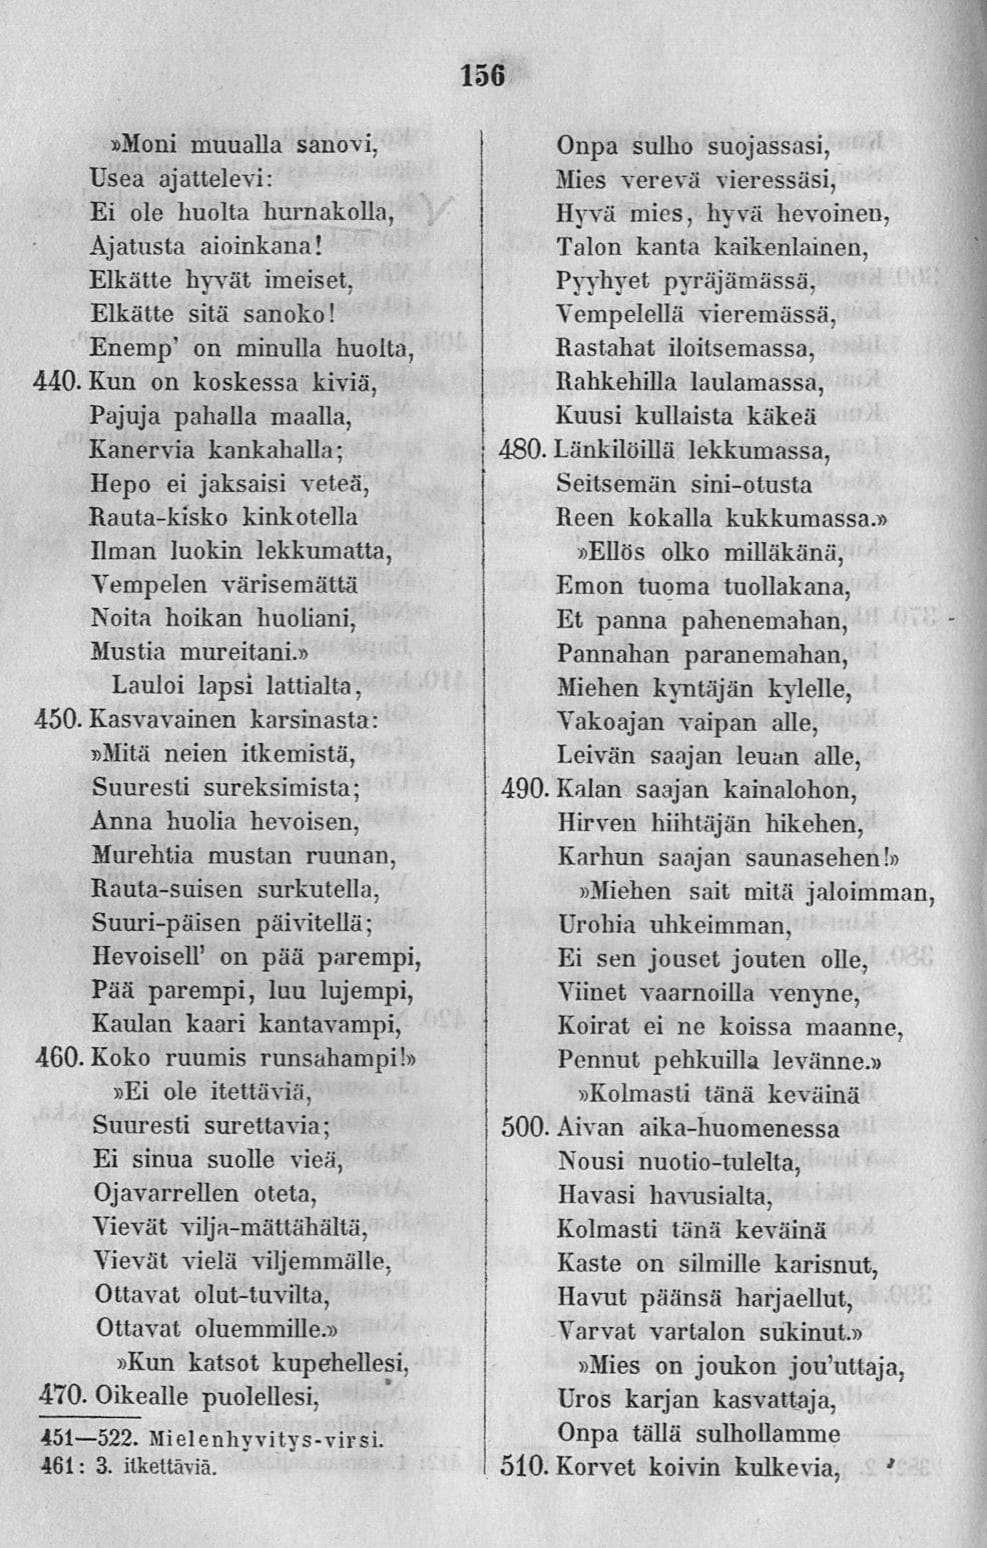 156
»Moni muualla sanovi,
Usea ajattelevi:
Ei ole huolta hurnakolla,
Ajatusta aioinkana!
Elkätte hyvät imeiset,
Elkätte sitä sanoko!
Enemp' on minulla huolta,
440. Kun on koskessa kiviä,
Pajuja pahalla maalla,
Kanervia kankahalla;
Hepo ei jaksaisi veteä,
Rauta-kisko kinkotella
Ilman luokin lekkumatta,
Vempelen värisemättä
Noita hoikan huoliani,
Mustia mureitani.»
Lauloi lapsi lattialta,
450. Kasvavainen karsinasta:
»Mitä neien itkemistä,
Suuresti sureksimista;
Anna huolia hevoisen,
Murehtia mustan ruunan,
Rauta-suisen surkutella,
Suuri-päisen päivitellä;
Hevoisell' on pää parempi,
Pää parempi, luu lujempi,
Kaulan kaari kantavampi,
460. Koko ruumis runsahampi!»
»Ei ole itettäviä,
Suuresti surettavia;
Ei sinua suolle vieä,
Ojavarrellen oteta,
Vievät vilja-mättähältä,
Vievät vielä viljemmälle,
Ottavat olut-tuvilta,
Ottavat oluemmille.»
»Kun katsot kupehellesi,
470. Oikealle puolellesi,
451—522. Mielenhyvitys-virsi.
461: 3. itkettäviä.
Onpa sulho suojassasi,
Mies verevä vieressäsi,
Hyvä mies, hyvä hevoinen,
Talon kanta kaikenlainen,
Pyyhyet pyräjämässä,
Vempelellä vieremässä,
Rastahat iloitsemassa,
Rahkehilla laulamassa,
Kuusi kullaista käkeä
480. Länkilöillä lekkumassa,
Seitsemän sini-otusta
Reen kokalla kukkumassa.»
»Ellös olko milläkänä,
Emon tuoma tuollakana,
Et panna pahenemahan,
Pannahan paranemahan,
Miehen kyntäjän kylelle,
Vakoajan vaipan alle,
Leivän saajan leuan alle,
490. Kalan saajan kainalohon,
Hirven hiihtäjän hikehen,
Karhun saajan saunasehen!»
»Miehen sait mitä jaloimman,
Urohia uhkeimman,
Ei sen jouset jouten olle,
Viinet vaarnoilla venyne,
Koirat ei ne koissa maanne,
Pennut pehkuilla levänne.»
»Kolmasti tänä keväinä
500. Aivan aika-huomenessa
Nousi nuotio-tulelta,
Havasi havusialta,
Kolmasti tänä keväinä
Kaste on silmille karisnut,
Havut päänsä harjaellut,
Varvat vartalon sukinut.»
»Mies on joukon jou'uttaja,
Uros karjan kasvattaja,
Onpa tällä sulhollamme
510. Korvet koivin kulkevia,